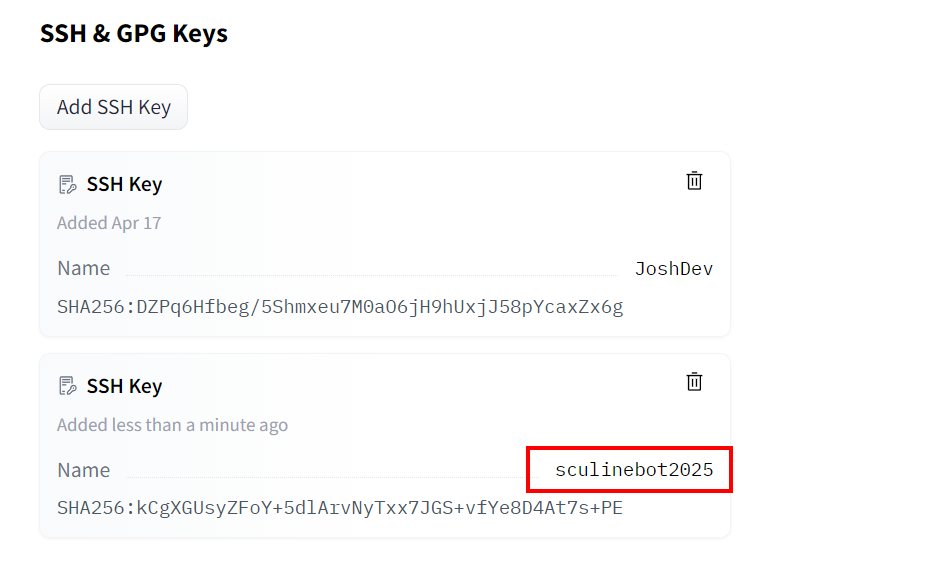 SSH & GPG Keys
Add SSH Key
SSH Key
Added Apr 17
Name JoshDev
SHA256:DZPq6Hfbeg/5Shmxeu7M0aO6jH9hUxjJ58pYcaxZx6g
SSH Key
Added less than a minute ago
Name sculinebot2025
SHA256:kCgXGUsyZFoY+5dlArvNyTxx7JGS+vfYe8D4At7s+PE